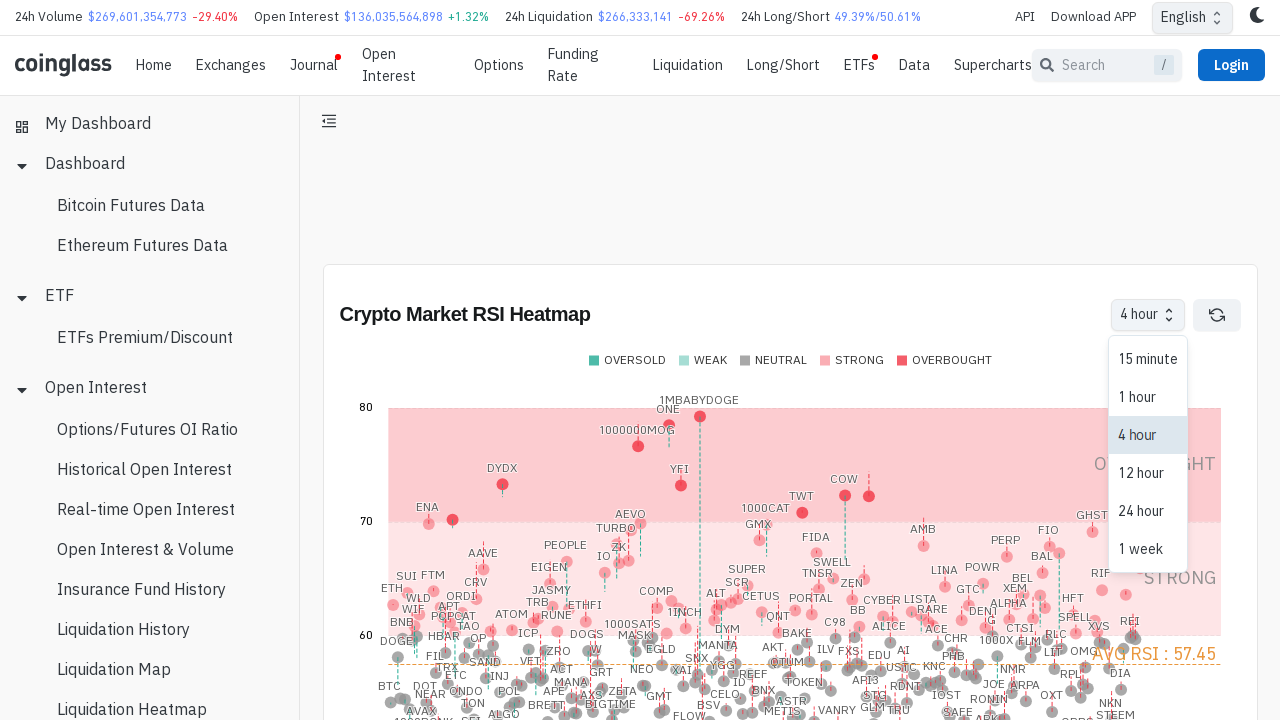 24h Volume $269,601,354,773 -29.40% Open Interest $136,035,564,898 +1.32% 24h Liquidation $266,333,141 -69.26% 24h Long/Short 49.39%/50.61% API Download APP English
coinglass Home Exchanges Journal Open Interest Options Funding Rate Liquidation Long/Short ETFs Data Supercharts Search / Login
My Dashboard
Dashboard
Bitcoin Futures Data
Ethereum Futures Data
ETF
ETFs Premium/Discount
Open Interest
Options/Futures OI Ratio
Historical Open Interest
Real-time Open Interest
Open Interest & Volume
Insurance Fund History
Liquidation History
Liquidation Map
Liquidation Heatmap
Crypto Market RSI Heatmap 4 hour
15 minute
1 hour
4 hour
12 hour
24 hour
1 week
OVERSOLD WEAK NEUTRAL STRONG OVERBOUGHT
80
1MBABYDOGE
ONE
1000000MOG
DYDX YFI COW
TWT
70
ENA AEVO 1000CAT GHST
TURBO GMX AMB FIO
PEOPLE ZK FIDA PERP
AAVE IO BAL
EIGEN SUPER SWELL LINA POWR STRONG
SUI FTM CRV SCR TNSR ZEN BEL
WLD ORDI JASMY COMP ALT CETUS PORTAL CYBER LISTA GTC XEM HFT
WIF APT TRB ETHFI 1INCH QNT BB RARE ALPHA
BNB POPCAT ATOM RUNE 1000SATS C98 ALICE ACE CTSI SPELL REI
60
DOGE HBAR TAO OP ICP DOGS MASK DYM BAKE CHR 1000X FLM RLC XVS
FIL ZRO W EGLD MANTA AKT ILV FXS EDU AI PHB LIT OMG AVG RSI : 57.45
TRX SAND VET ACT GRT NEO SNX XAI YGG USTC KNC NMR DIA
BTC ETC INJ MANA ID REEF TOKEN API3 RDNT JOE ARPA RPL
DOT NEAR ONDO POL APE AXS ZETA GMT CELO BNX STG IOST RONIN OXT
AVAX TON ALGO BRETT BIGTIME FLOW BSV METIS ASTR VANRY GLM TRU SAFE NKN
STEEM